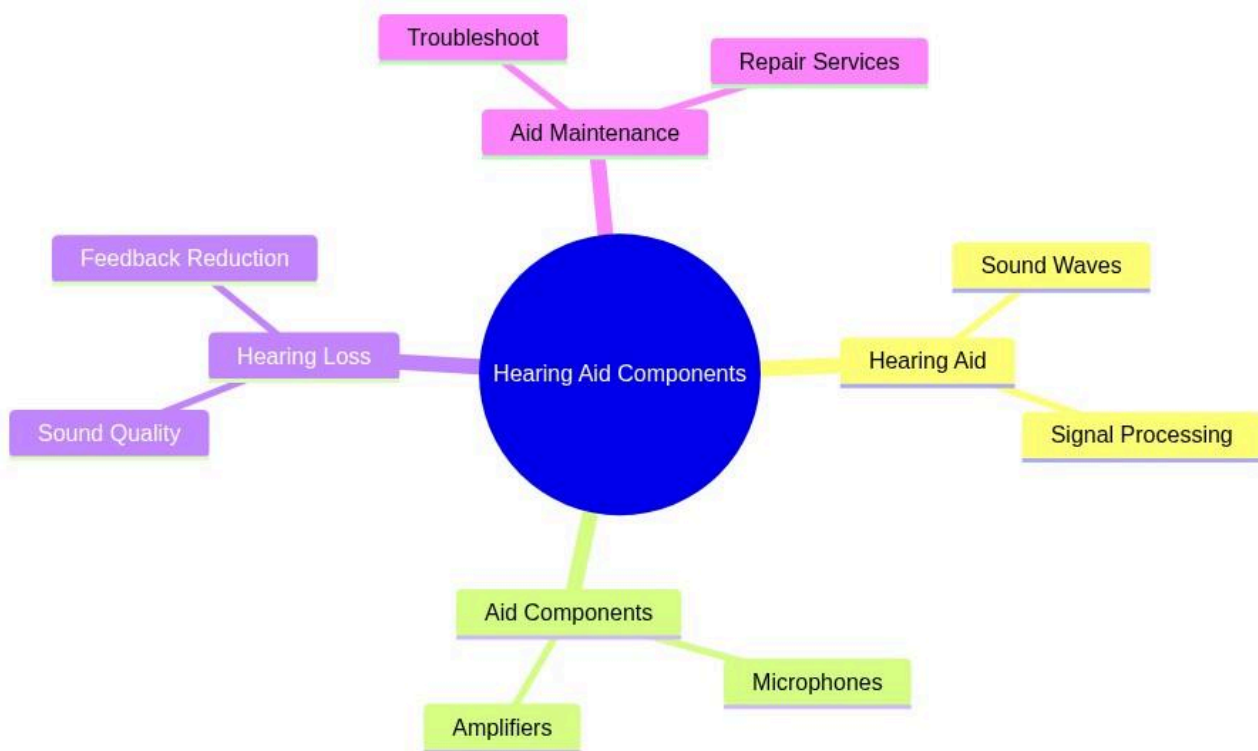 Troubleshoot
Repair Services
Aid Maintenance
Feedback Reduction
Sound Waves
Hearing Loss
Hearing Aid Components
Hearing Aid
Sound Quality
Signal Processing
Aid Components
Microphones
Amplifiers